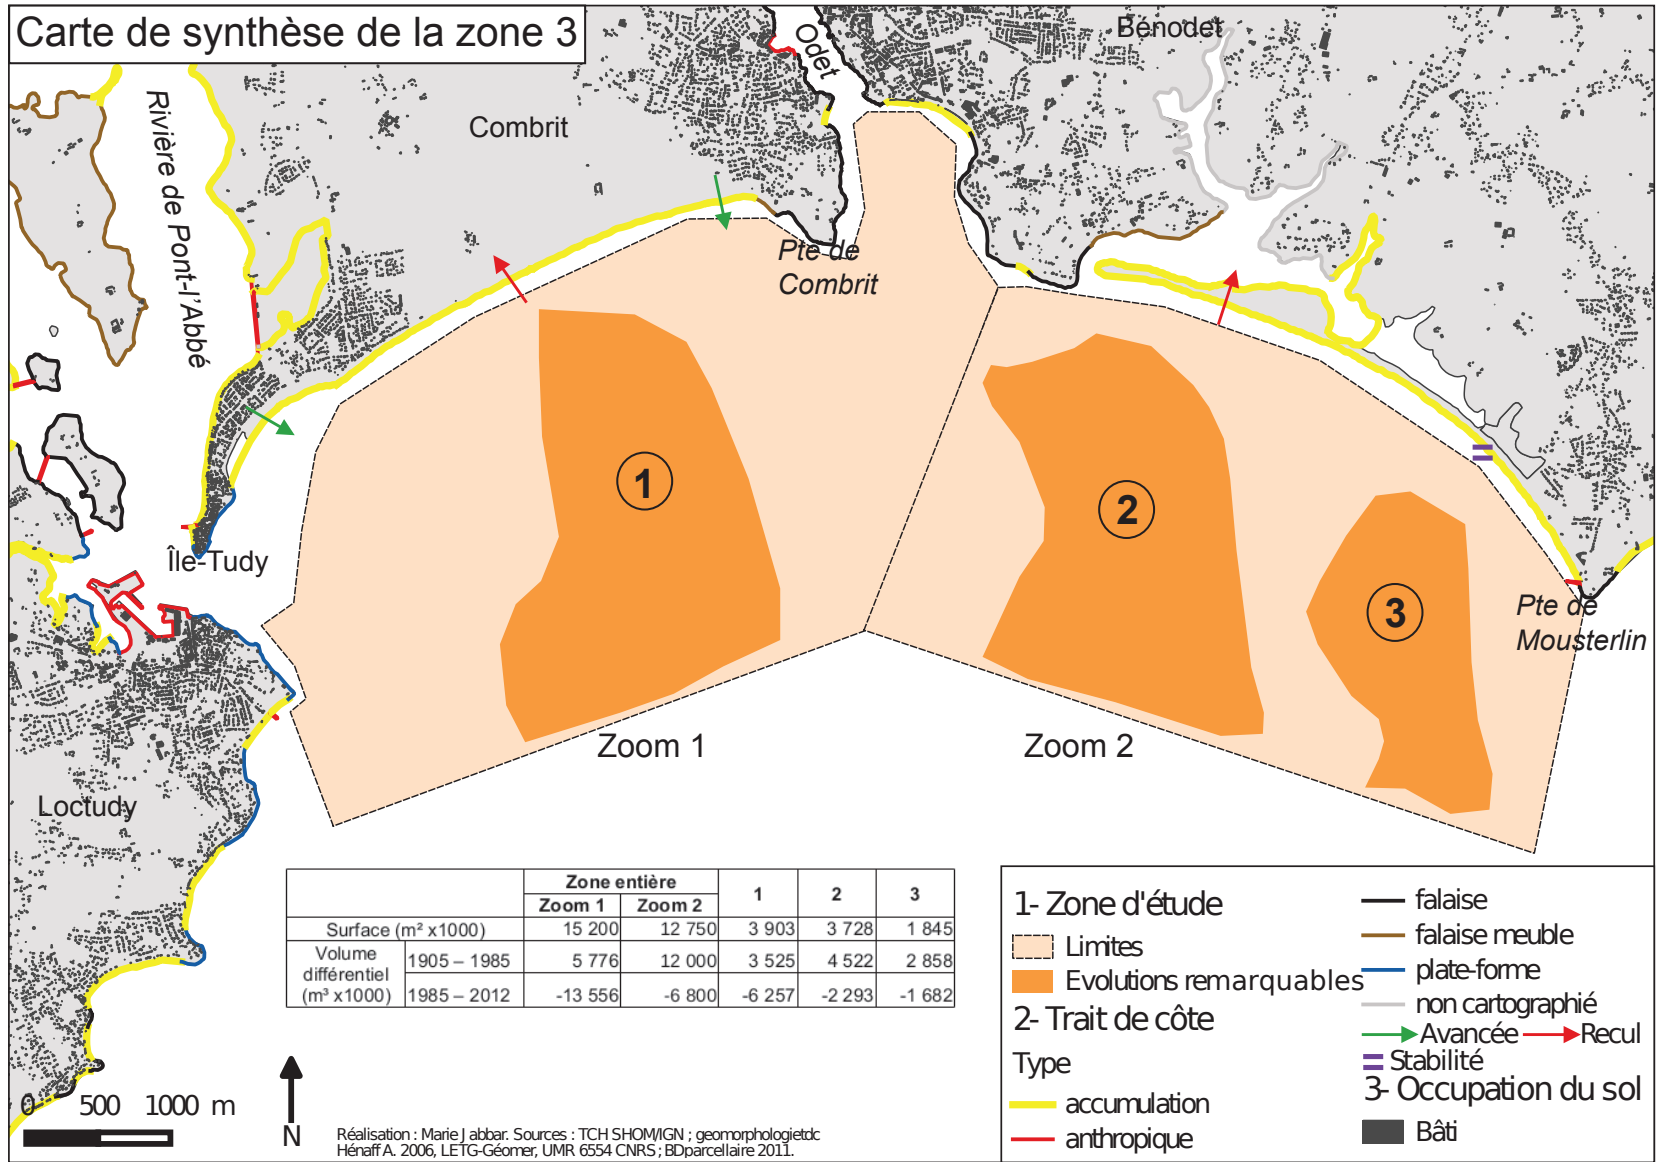 Carte de synthèse de la zone 3
Odet
Bénodet
Combrit
Rivière de Pont-l'Abbé
Pte de
Combrit
1
2
3
Île-Tudy
Pte de
Mousterlin
Zoom 1
Zoom 2
Loctudy
Zone entière 1 2 3
Zoom 1 Zoom 2
Surface (m² x1000) 15 200 12 750 3 903 3 728 1 845
Volume différentiel (m³ x1000) 1905 – 1985 5 776 12 000 3 525 4 522 2 858
1985 – 2012 -13 556 -6 800 -6 257 -2 293 -1 682
1- Zone d'étude
Limites
Evolutions remarquables
2- Trait de côte
Type
accumulation
anthropique
falaise
falaise meuble
plate-forme
non cartographié
Avancée Recul
Stabilité
3- Occupation du sol
Bâti
0 500 1000 m
N
Réalisation : Marie Jabbar. Sources : TCH SHOM/IGN ; geomorphologietdc
Hénaff A. 2006, LETG-Géomer, UMR 6554 CNRS ; BDparcellaire 2011.